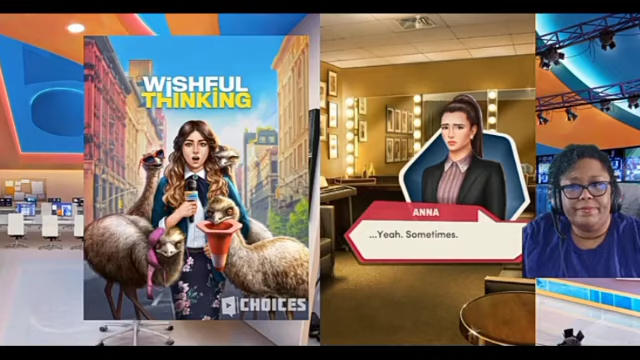 WiSHFUL
THINKING
CHOICES
ANNA
...Yeah. Sometimes.